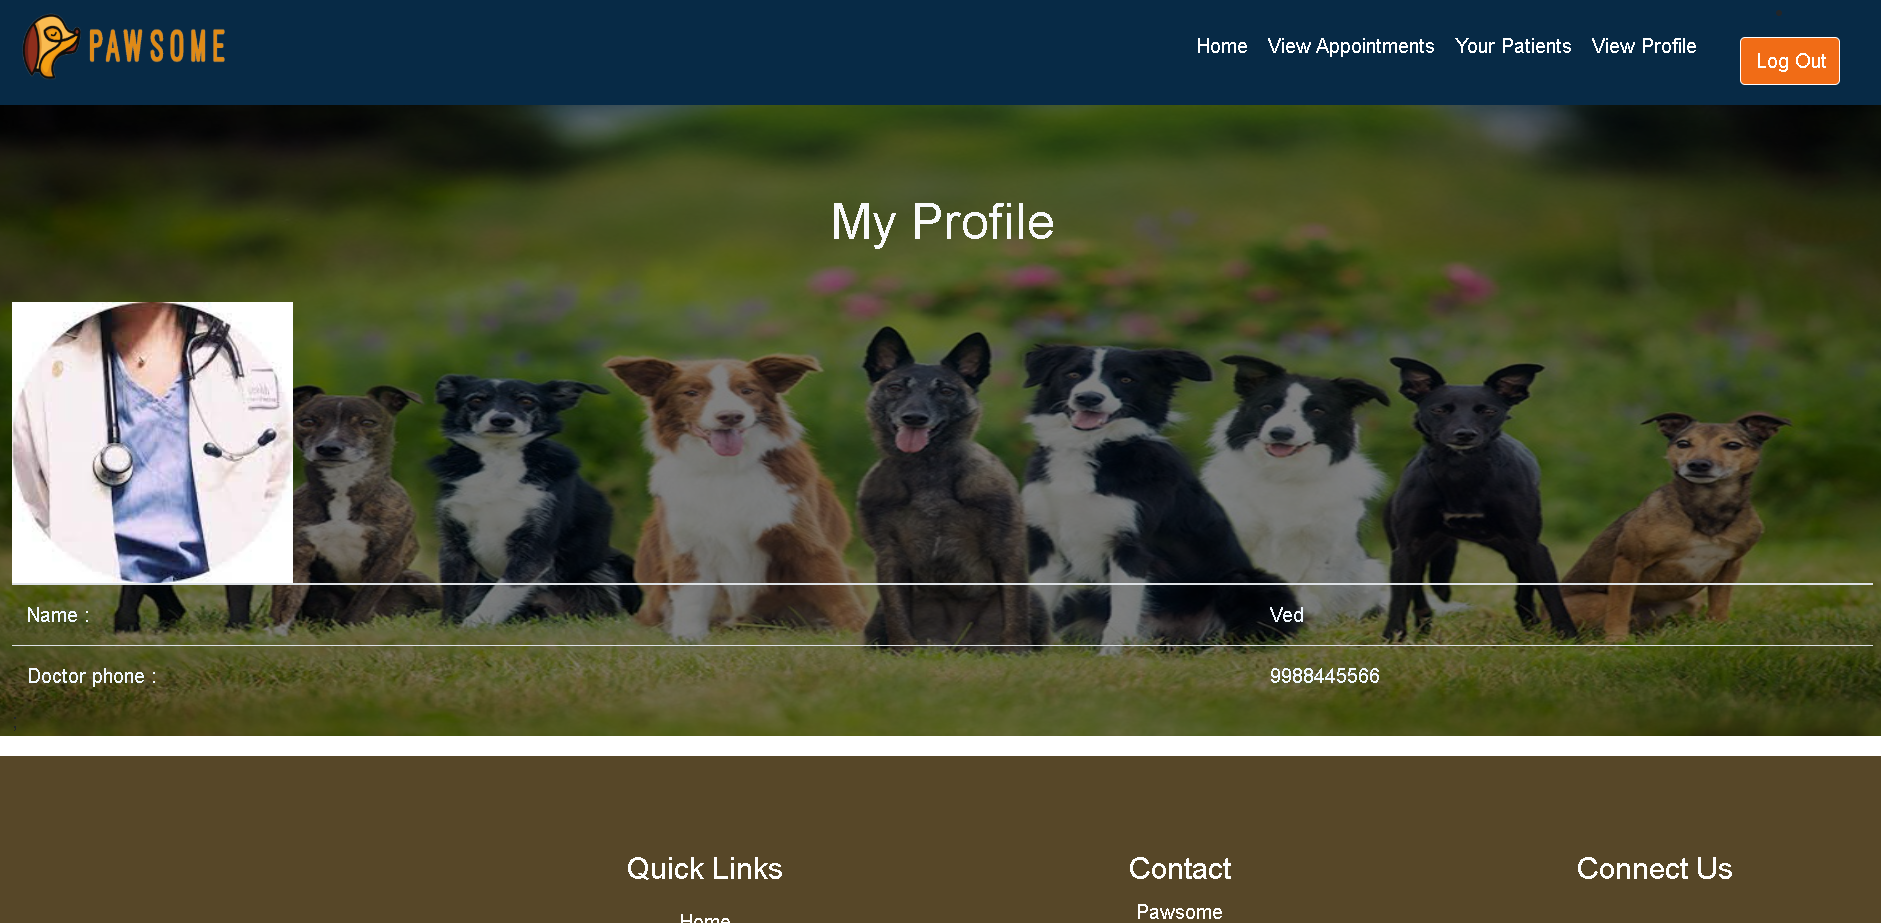 PAWSOME
Home View Appointments Your Patients View Profile Log Out
My Profile
Name : Ved
Doctor phone : 9988445566
Quick Links Contact Connect Us
Home Pawsome